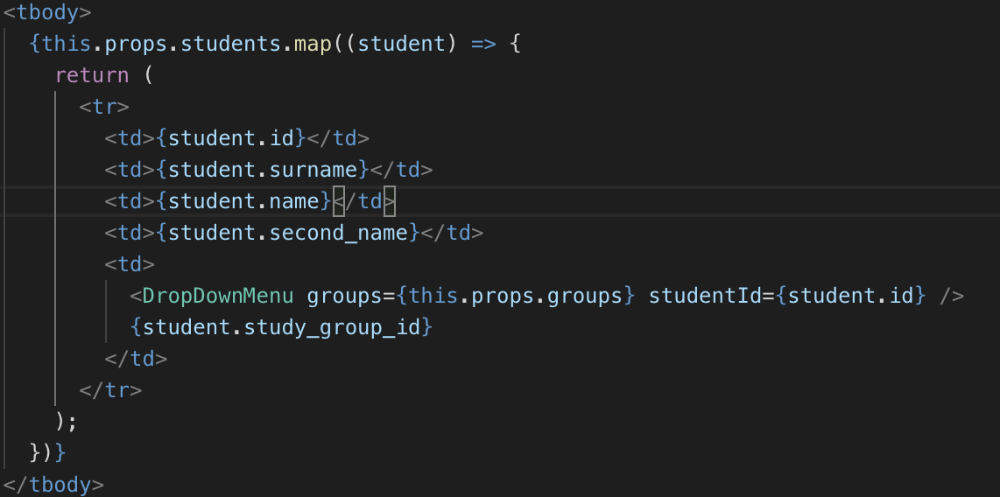 <tbody>
{this.props.students.map((student) => {
return (
<tr>
<td>{student.id}</td>
<td>{student.surname}</td>
<td>{student.name}</td>
<td>{student.second_name}</td>
<td>
<DropDownMenu groups={this.props.groups} studentId={student.id} />
{student.study_group_id}
</td>
</tr>
);
})}
</tbody>